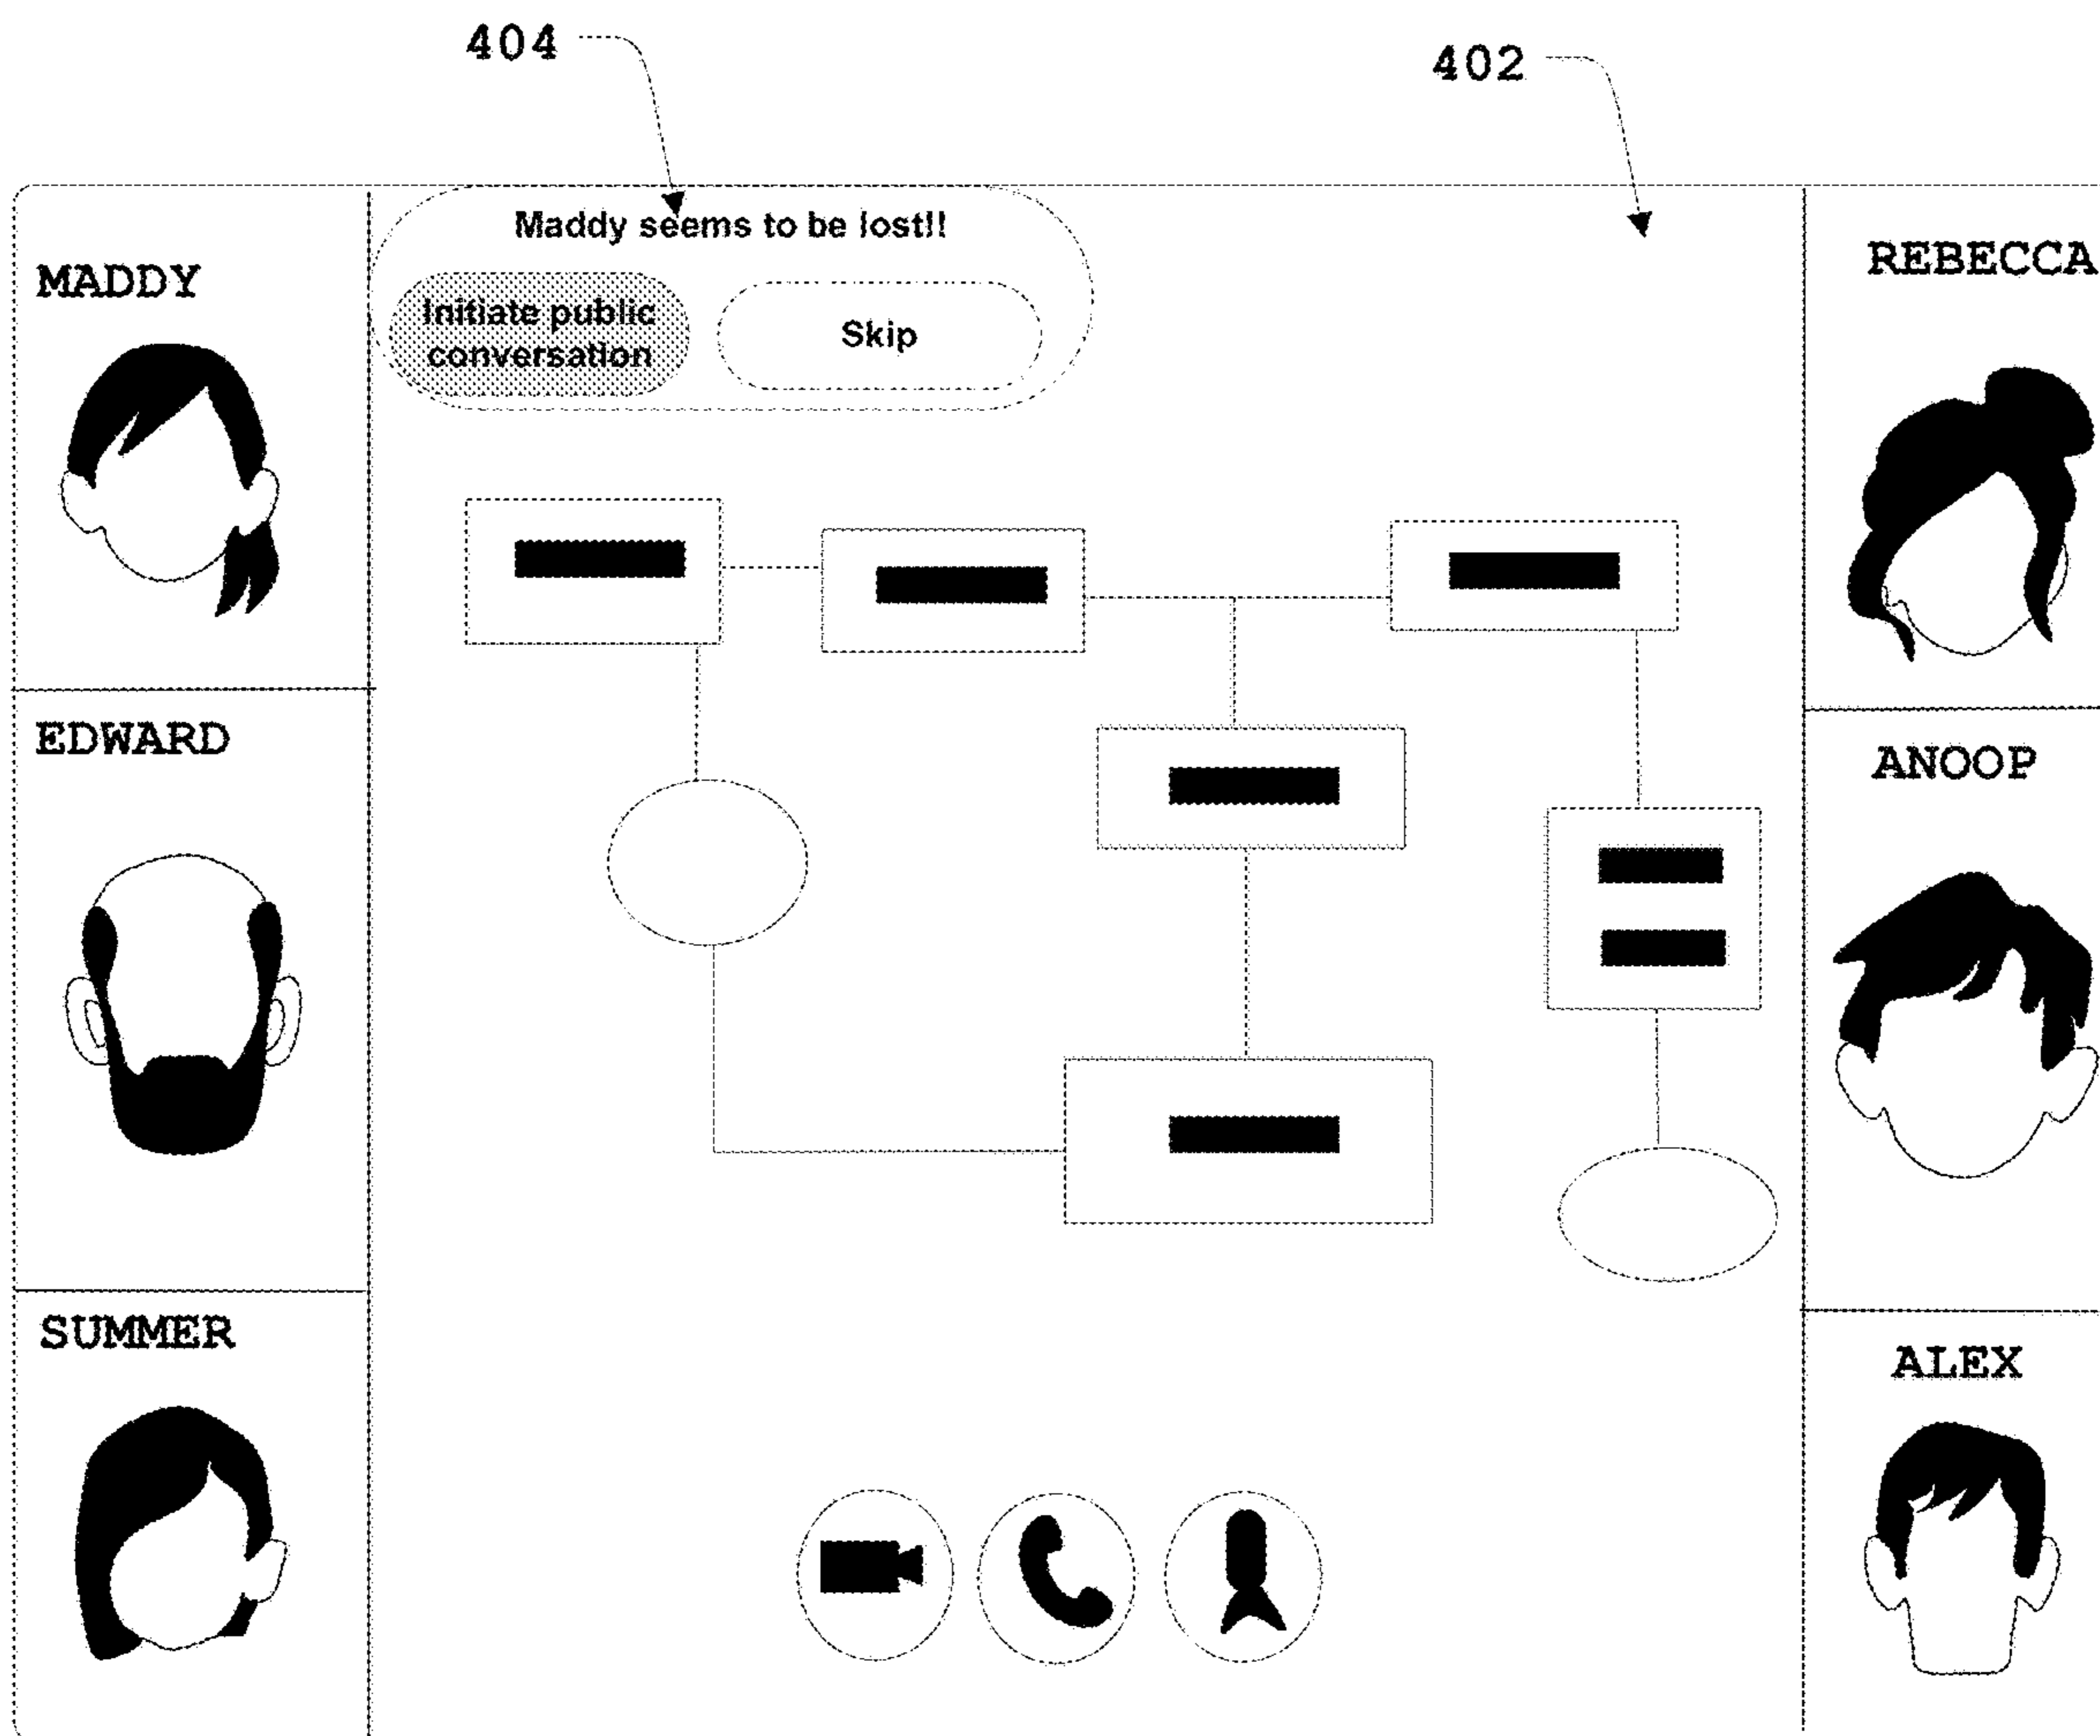 404
402
Maddy seems to be lost!!
MADDY
REBECCA
Initiate public
conversation
Skip
EDWARD
ANOOP
SUMMER
ALEX